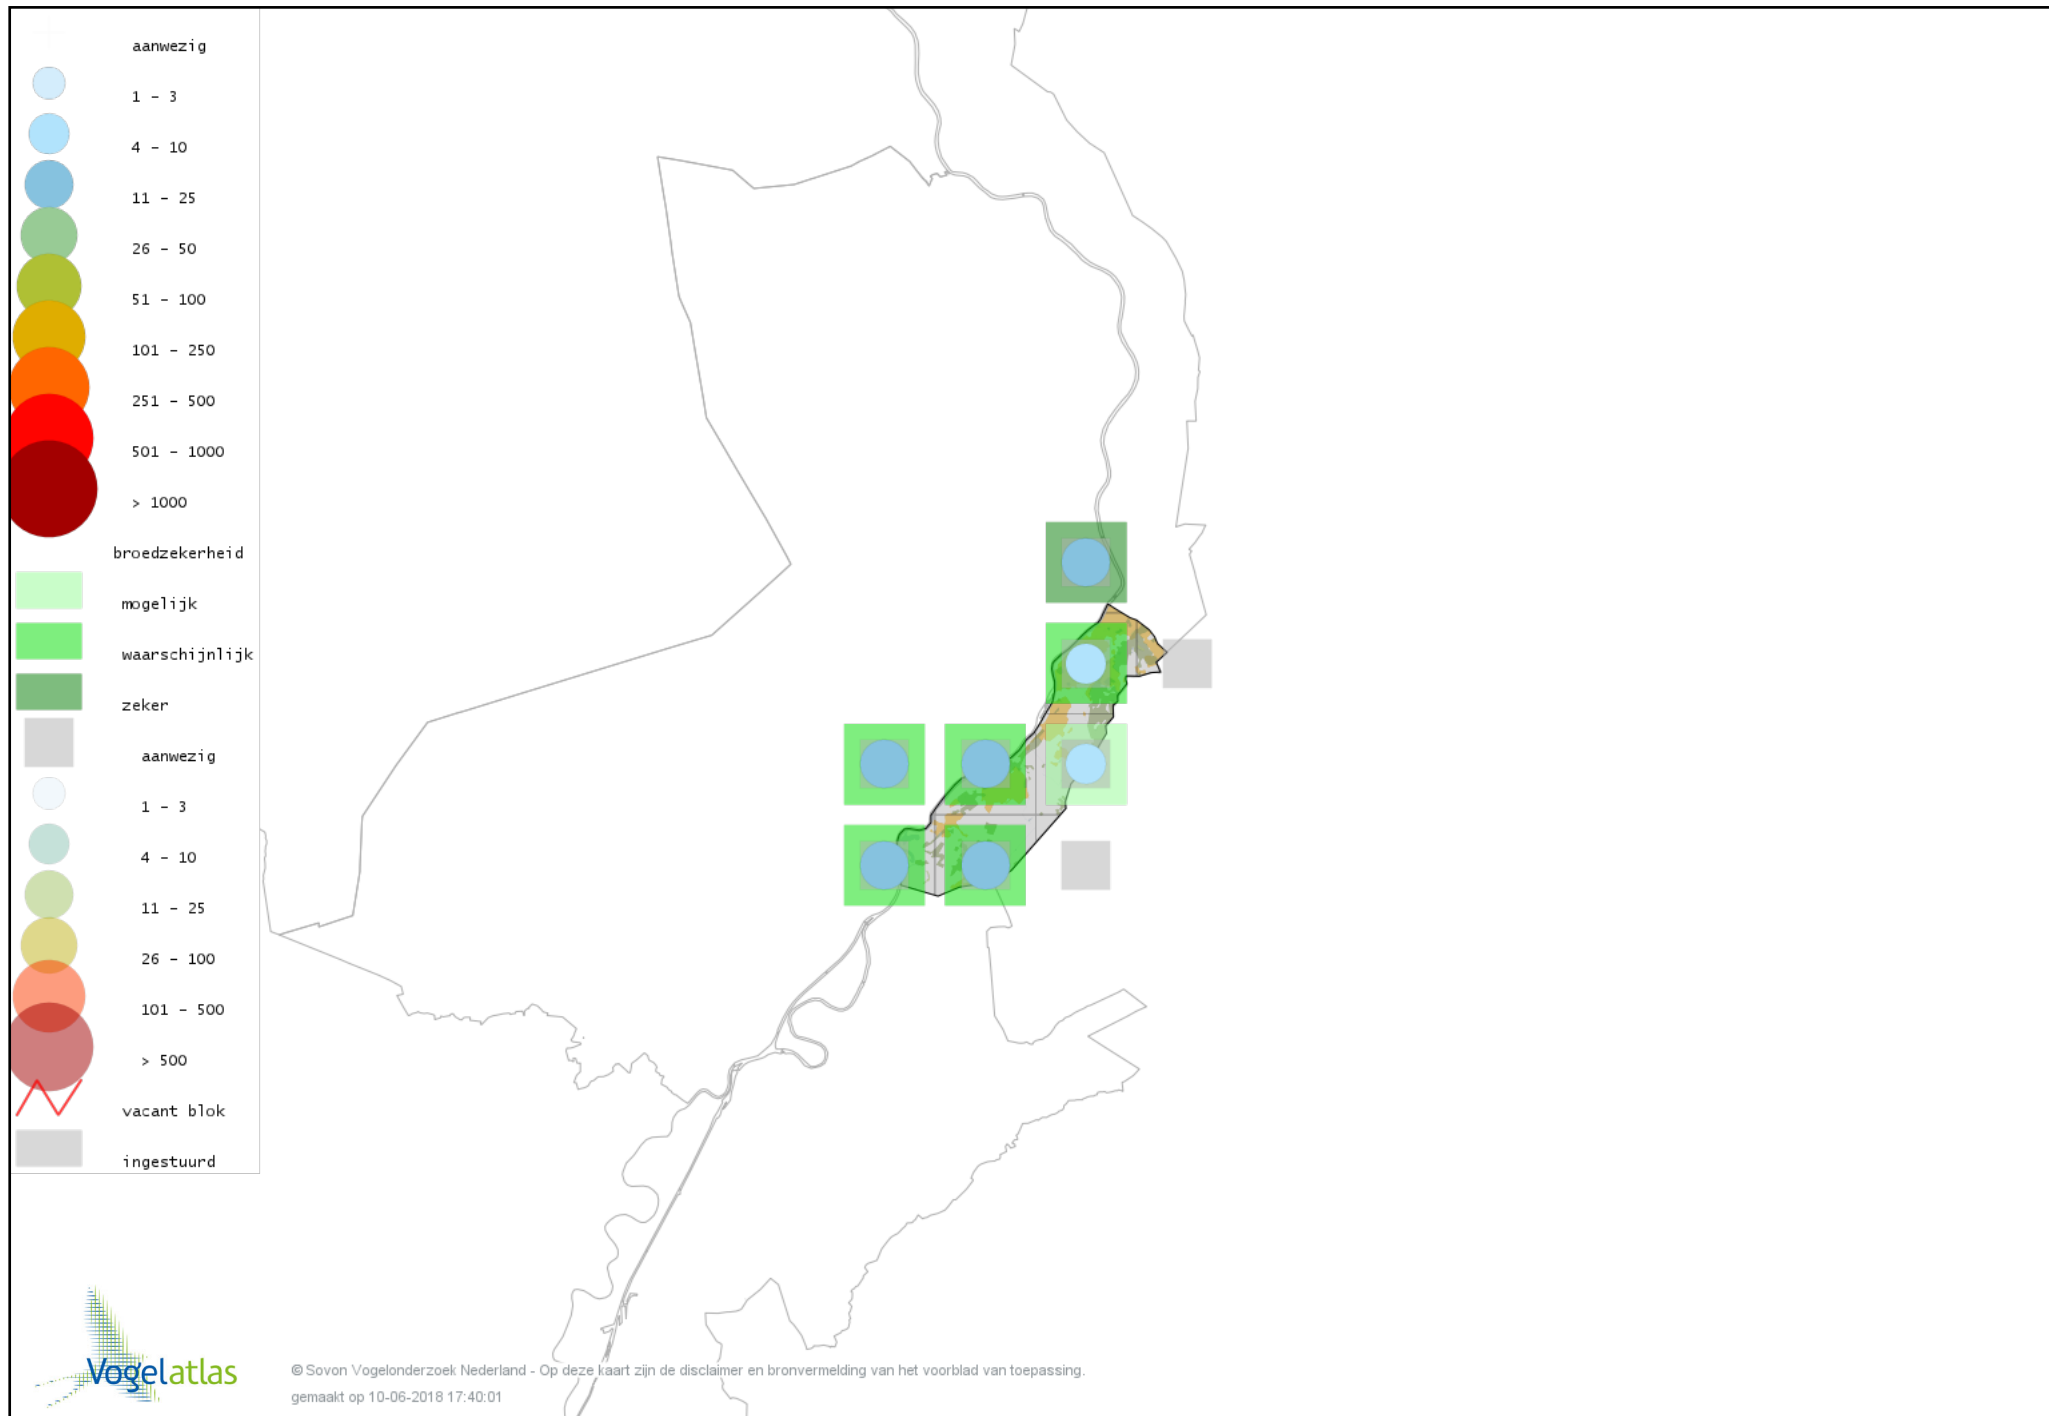 aanwezig
1 - 3
4 - 10
11 - 25
26 - 50
51 - 100
101 - 250
251 - 500
501 - 1000
> 1000
broedzekerheid
mogelijk
waarschijnlijk
zeker
aanwezig
1 - 3
4 - 10
11 - 25
26 - 100
101 - 500
> 500
vacant blok
ingestuurd
Vogelatlas
© Sovon Vogelonderzoek Nederland - Op deze kaart zijn de disclaimer en bronvermelding van het voorblad van toepassing.
gemaakt op 10-06-2018 17:40:01